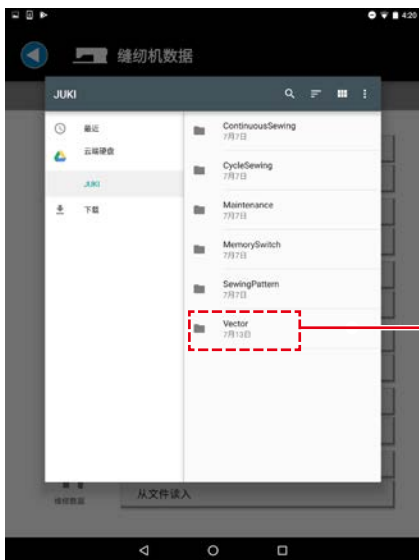 4:20
缝纫机数据
JUKI
最近
云端硬盘
JUKI
下载
ContinuousSewing
7月7日
CycleSewing
7月7日
Maintenance
7月7日
MemorySwitch
7月7日
SewingPattern
7月7日
Vector
7月13日
维修数据
从文件读入